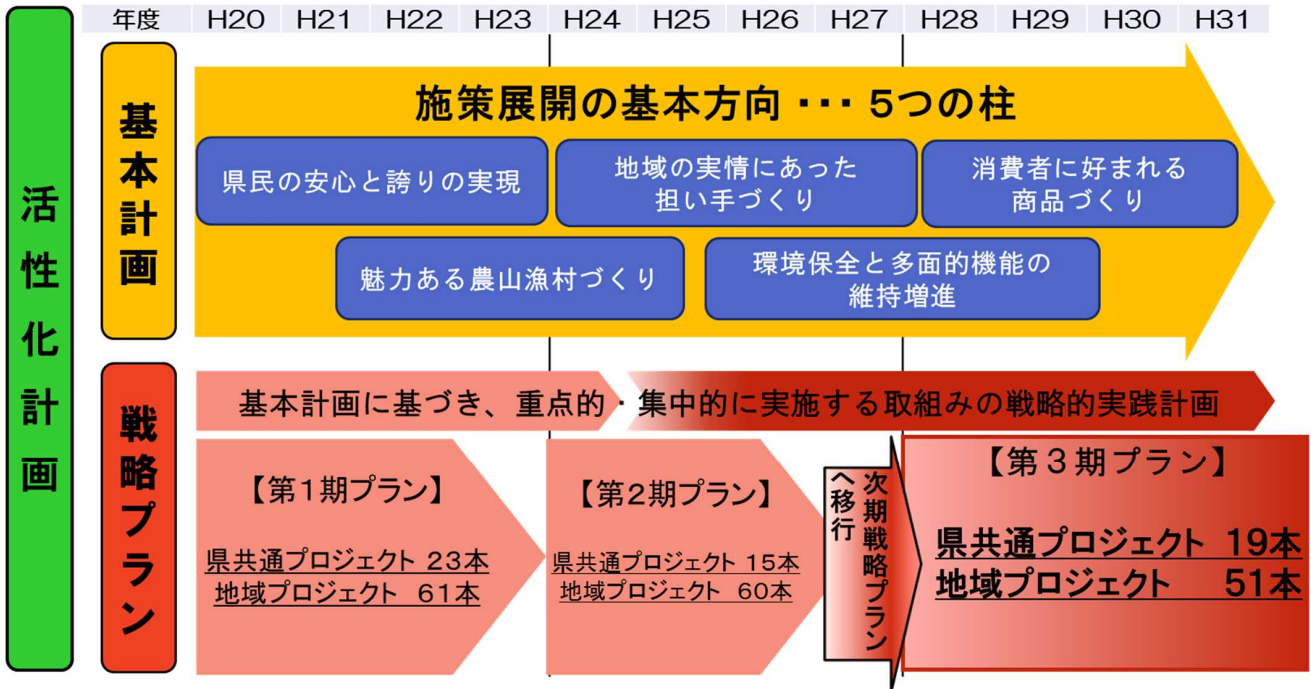 年度 H20 H21 H22 H23 H24 H25 H26 H27 H28 H29 H30 H31
活性化計画
基本計画
施策展開の基本方向・・・5つの柱
県民の安心と誇りの実現
地域の実情にあった
担い手づくり
消費者に好まれる
商品づくり
魅力ある農山漁村づくり
環境保全と多面的機能の
維持増進
戦略プラン
基本計画に基づき、重点的・集中的に実施する取組みの戦略的実践計画
【第1期プラン】
県共通プロジェクト 23本
地域プロジェクト 61本
【第2期プラン】
県共通プロジェクト 15本
地域プロジェクト 60本
次期戦略プラン
へ移行
【第3期プラン】
県共通プロジェクト 19本
地域プロジェクト 51本